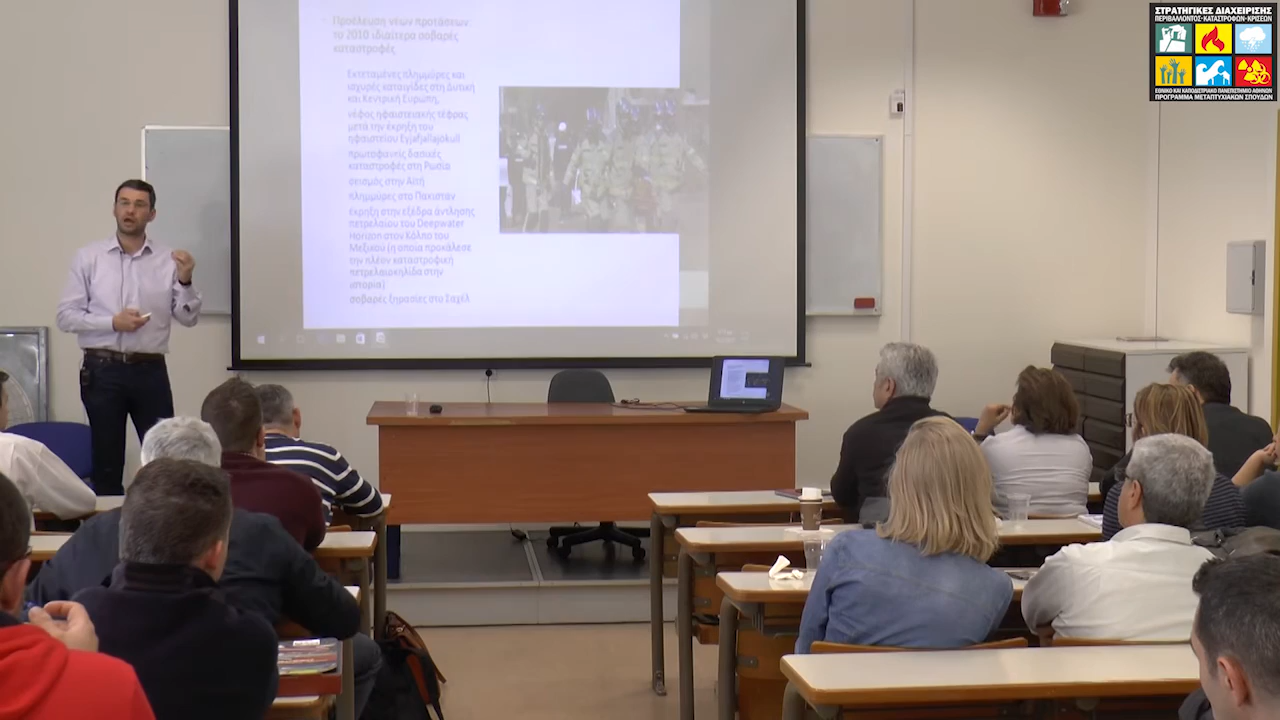 Προέλευση νέων προτάσεων:
το 2010 ιδιαίτερα σοβαρές
καταστροφές
Εκτεταμένες πλημμύρες και
ισχυρές καταιγίδες στη Δυτική
και Κεντρική Ευρώπη,
νέφος ηφαιστειακής τέφρας
μετά την έκρηξη του
ηφαιστείου Eyjafjallajökull
πρωτοφανείς δασικές
καταστροφές στη Ρωσία
σεισμός στην Αϊτή
πλημμύρες στο Πακιστάν
έκρηξη στην εξέδρα άντλησης
πετρελαίου του Deepwater
Horizon στον Κόλπο του
Μεξικού (η οποία προκάλεσε
την πλέον καταστροφική
πετρελαιοκηλίδα στην
ιστορία)
σοβαρές ξηρασίες στο Σαχέλ
ΣΤΡΑΤΗΓΙΚΕΣ ΔΙΑΧΕΙΡΙΣΗΣ
ΠΕΡΙΒΑΛΛΟΝΤΟΣ-ΚΑΤΑΣΤΡΟΦΩΝ-ΚΡΙΣΕΩΝ
ΕΘΝΙΚΟ ΚΑΙ ΚΑΠΟΔΙΣΤΡΙΑΚΟ ΠΑΝΕΠΙΣΤΗΜΙΟ ΑΘΗΝΩΝ
ΠΡΟΓΡΑΜΜΑ ΜΕΤΑΠΤΥΧΙΑΚΩΝ ΣΠΟΥΔΩΝ